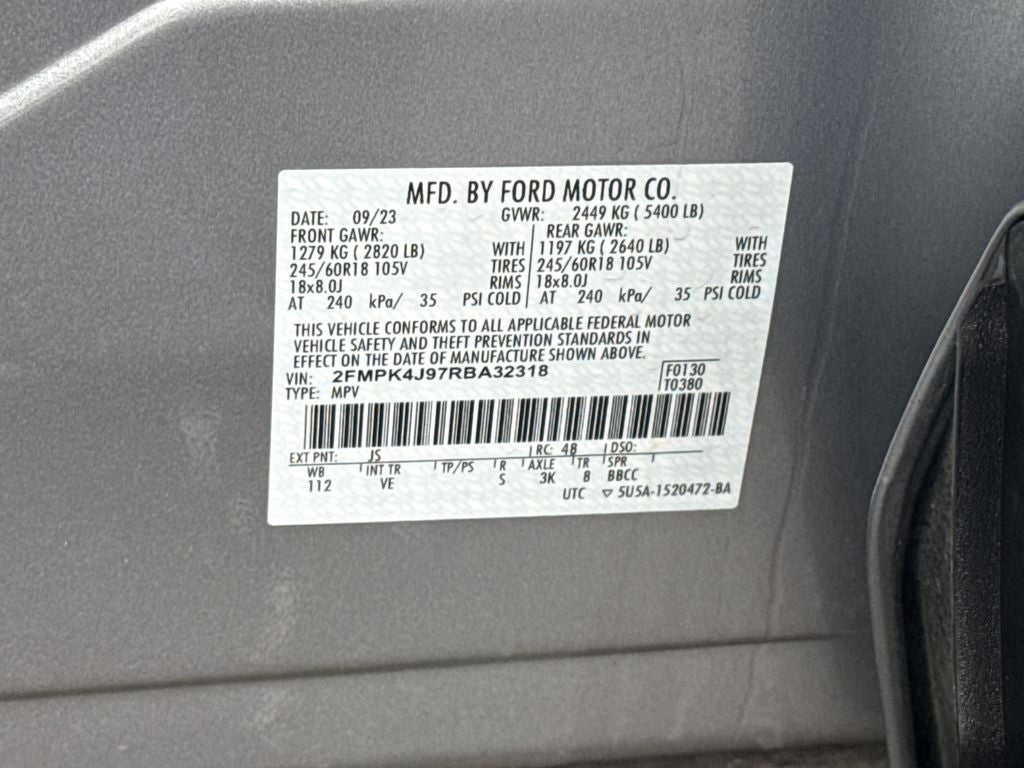 MFD. BY FORD MOTOR CO.
DATE: 09/23 GVWR: 2449 KG ( 5400 LB)
FRONT GAWR: REAR GAWR:
1279 KG ( 2820 LB) WITH 1197 KG ( 2640 LB) WITH
245/60R18 105V TIRES 245/60R18 105V TIRES
18x8.0J RIMS 18x8.0J RIMS
AT 240 kPa/ 35 PSI COLD AT 240 kPa/ 35 PSI COLD
THIS VEHICLE CONFORMS TO ALL APPLICABLE FEDERAL MOTOR
VEHICLE SAFETY AND THEFT PREVENTION STANDARDS IN
EFFECT ON THE DATE OF MANUFACTURE SHOWN ABOVE.
VIN: 2FMPK4J97RBA32318 F0130
TYPE: MPV T0380
EXT PNT: JS RC: 48 DSO:
WB INT TR TP/PS R AXLE TR SPR
112 VE S 3K 8 BBCC
UTC ▽ 5U5A-1520472-BA